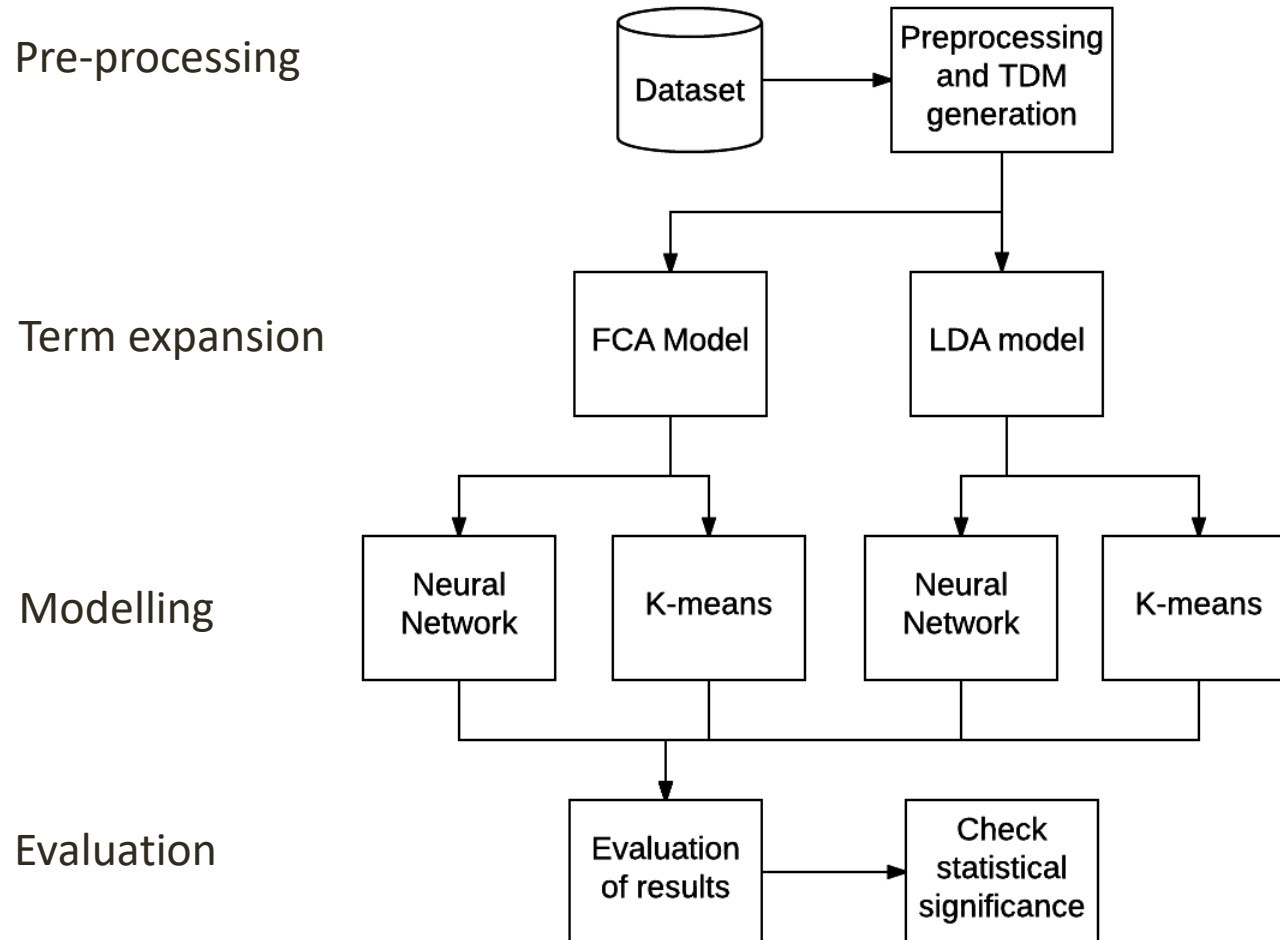 Pre-processing
Dataset
Preprocessing
and TDM
generation
Term expansion
FCA Model
LDA model
Modelling
Neural
Network
K-means
Neural
Network
K-means
Evaluation
Evaluation
of results
Check
statistical
significance